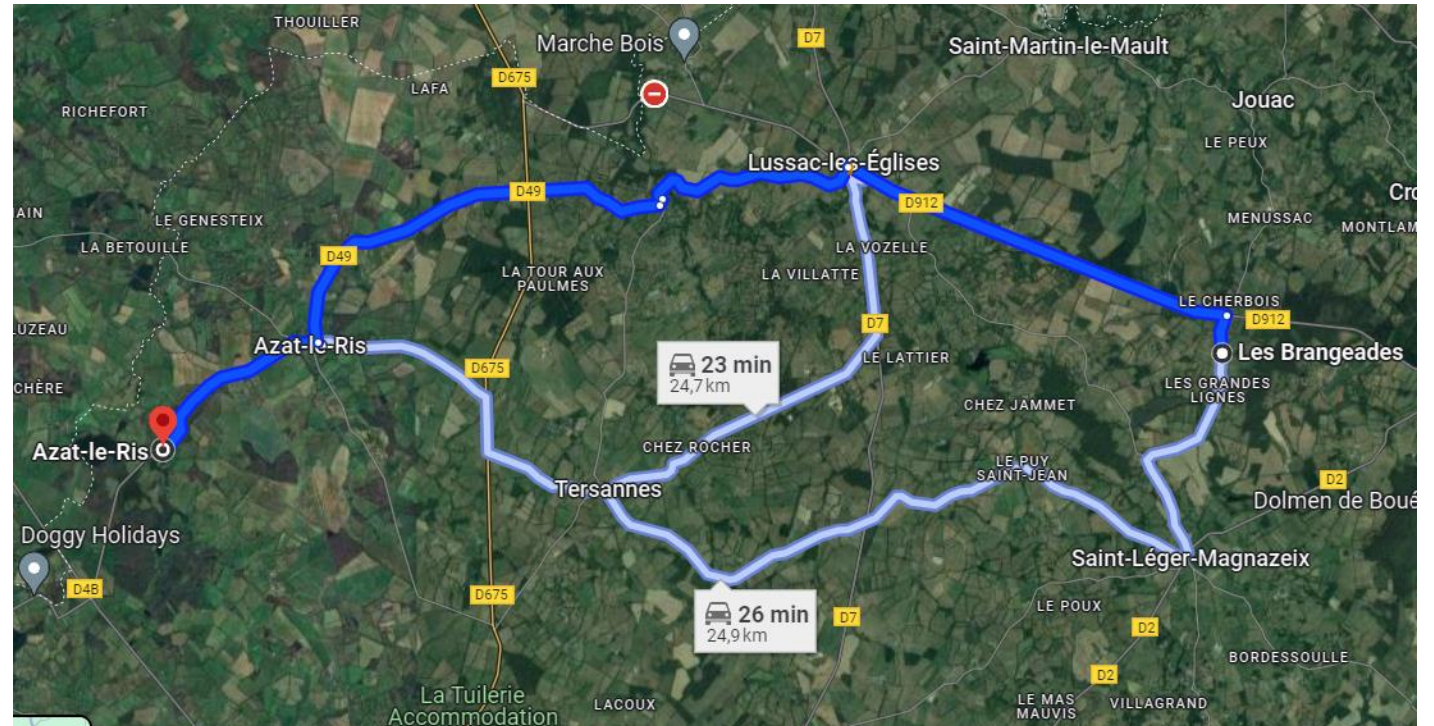 THOUILLER
Marche Bois
D7
Saint-Martin-le-Mault
D675
LAFA
Jouac
RICHEFORT
LE PEUX
Lussac-les-Églises
D49
D912
Cro
AIN
LE GENESTEIX
MENUSSAC
MONTLAM
LA BETOUILLE
D49
LA VOZELLE
LA TOUR AUX
PAULMES
LA VILLATTE
LE CHERBOIS
D912
LUZEAU
D7
Azat-le-Ris
Les Brangeades
23 min
24,7 km
LE LATTIER
D675
CHÈRE
LES GRANDES
LIGNES
CHEZ JAMMET
Azat-le-Ris
CHEZ ROCHER
LE PUY
SAINT-JEAN
D2
Tersannes
Dolmen de Boué
Doggy Holidays
Saint-Léger-Magnazeix
D4B
D675
26 min
24,9 km
D7
LE POUX
D2
BORDESSOULLE
D2
La Tuilerie
Accommodation
LACOUX
LE MAS
MAUVIS
VILLAGRAND